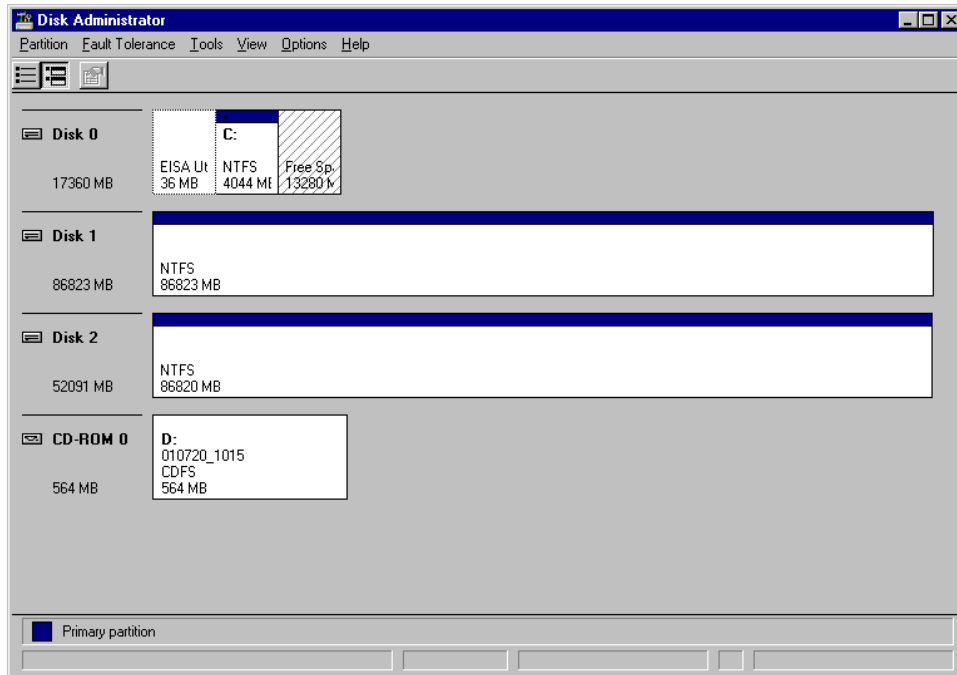 Disk Administrator
Partition Fault Tolerance Tools View Options Help
Disk 0
17360 MB
EISA Ut
36 MB
C:
NTFS
4044 ME
Free Sp
13280 M
Disk 1
86823 MB
NTFS
86823 MB
Disk 2
52091 MB
NTFS
86820 MB
CD-ROM 0
564 MB
D:
010720_1015
CDFS
564 MB
Primary partition